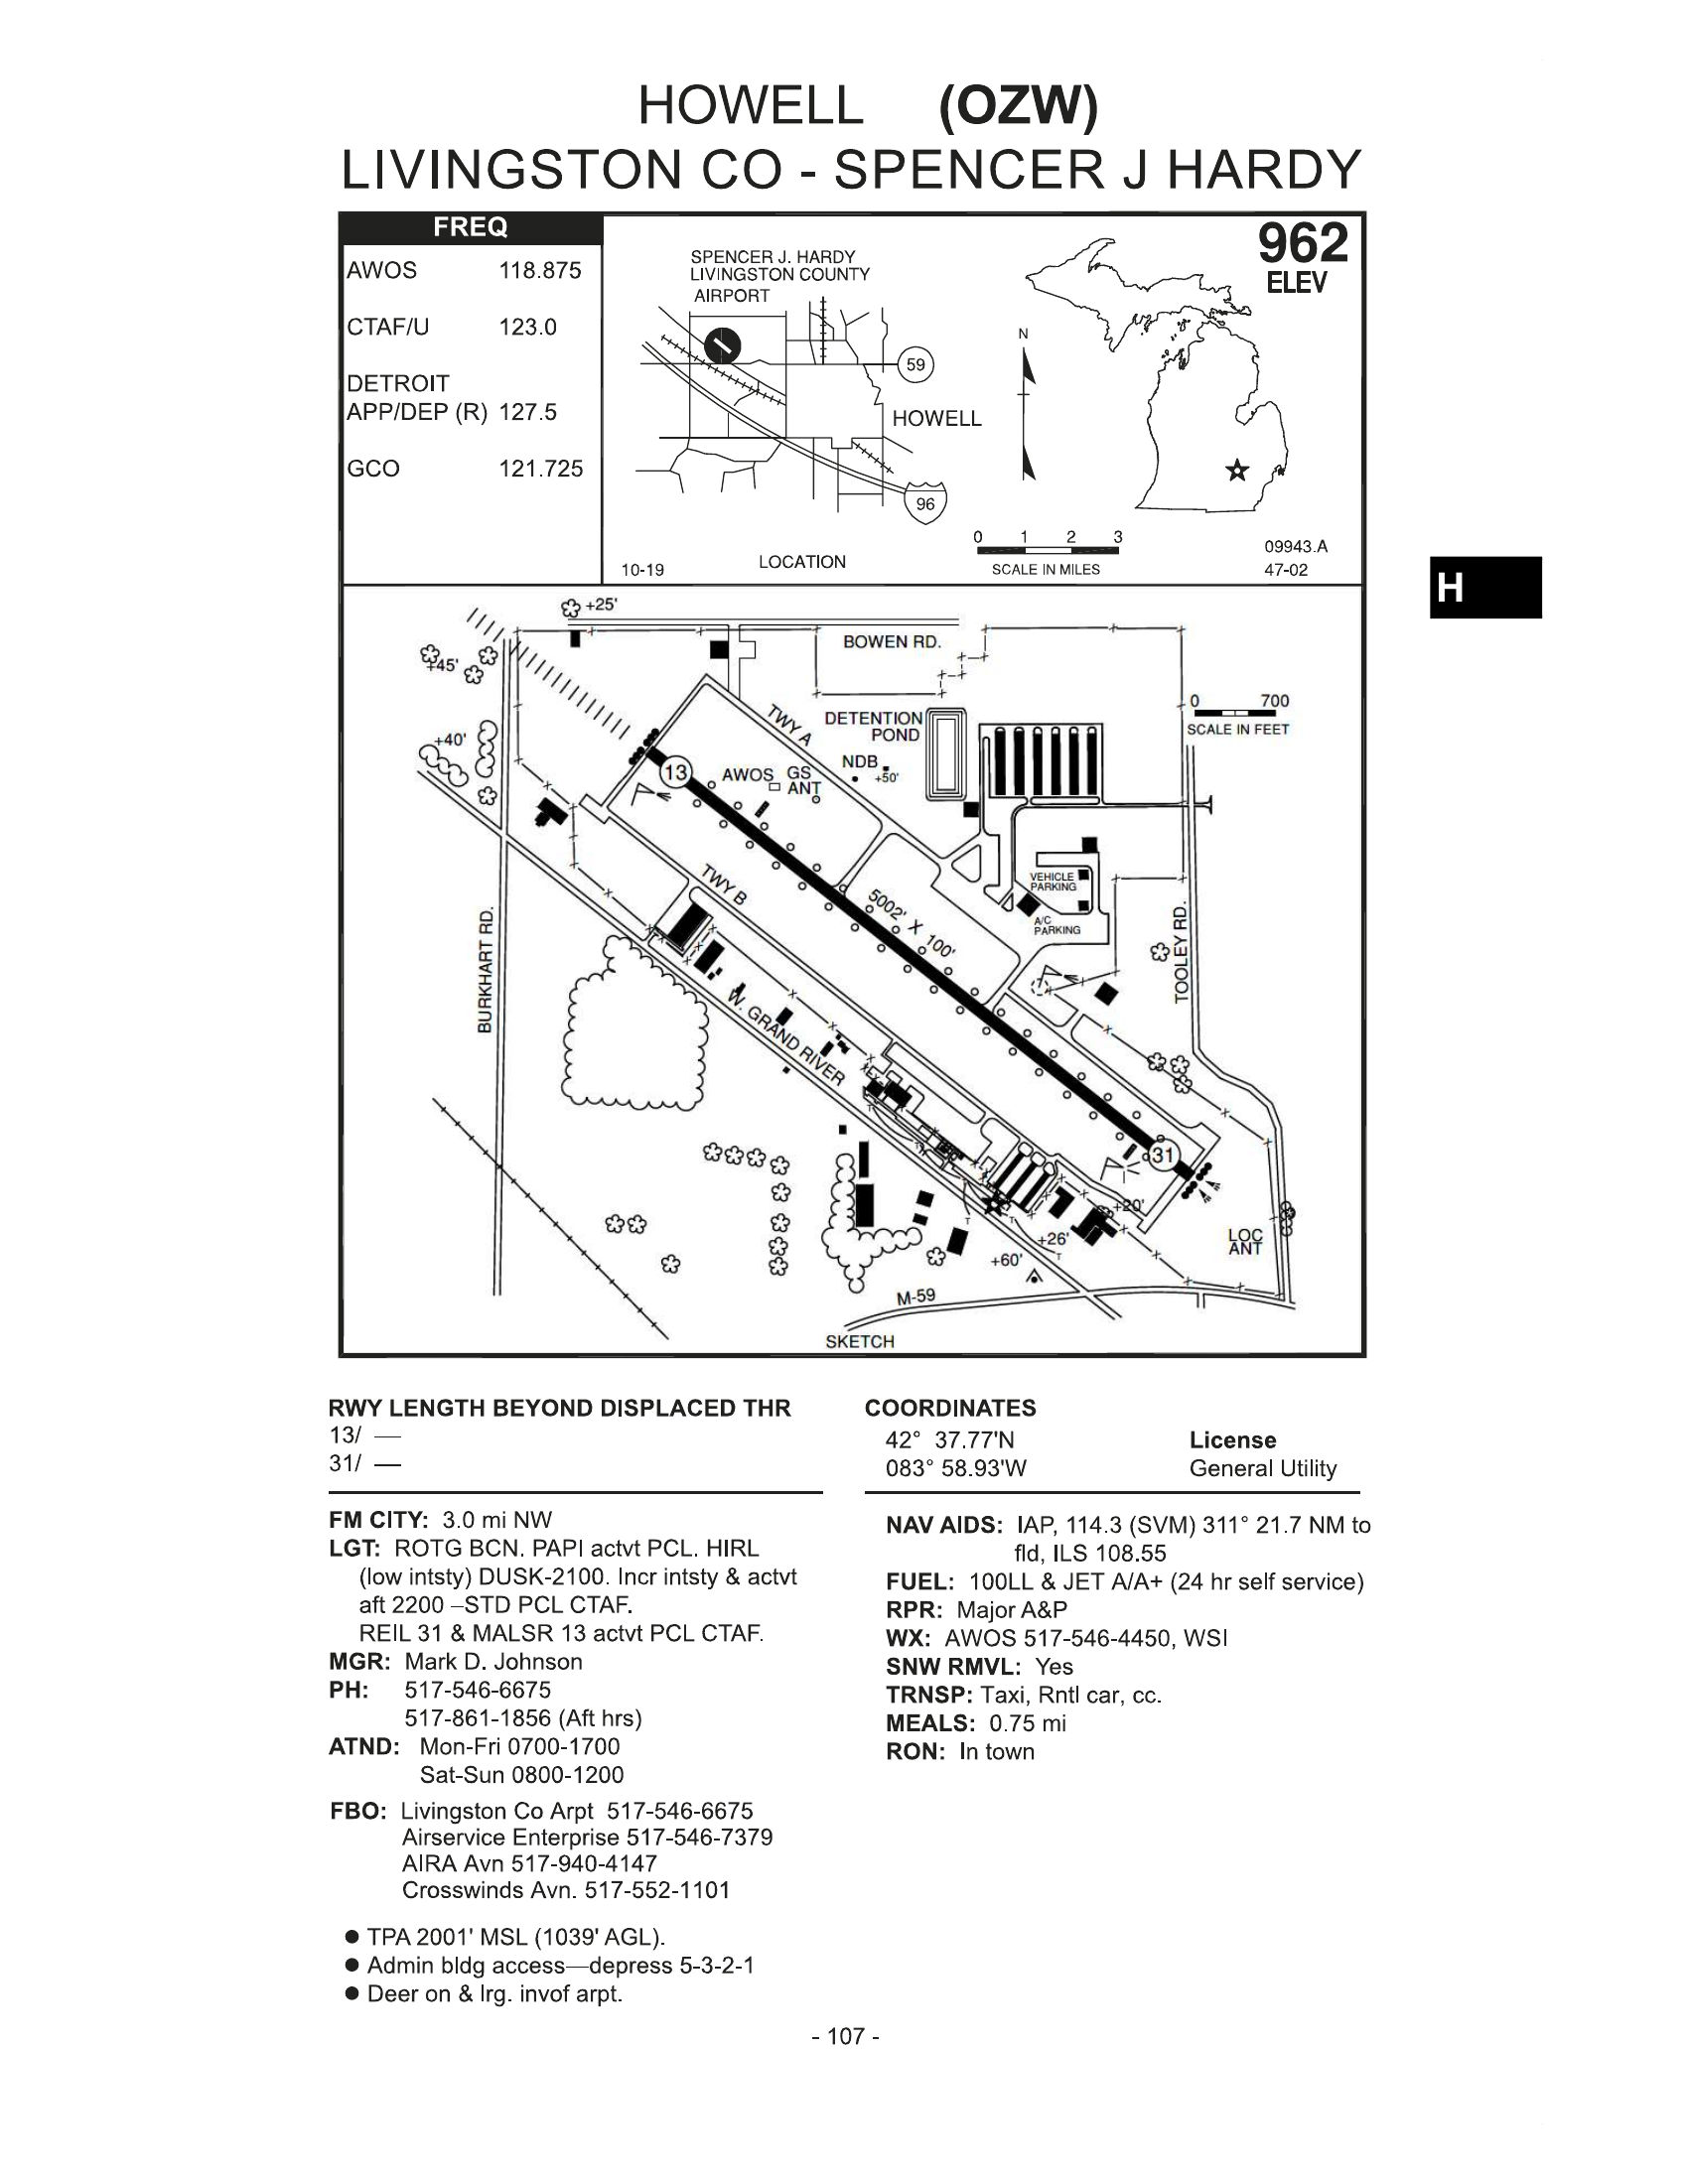 HOWELL (OZW)
LIVINGSTON CO - SPENCER J HARDY
FREQ
AWOS 118.875
CTAF/U 123.0
DETROIT
APP/DEP (R) 127.5
GCO 121.725
SPENCER J. HARDY
LIVINGSTON COUNTY
AIRPORT
59
HOWELL
96
N
962
ELEV
0 1 2 3
SCALE IN MILES
LOCATION
10-19
09943.A
47-02
H
+25'
BOWEN RD.
+45'
+40'
TWY A
DETENTION
POND
0 700
SCALE IN FEET
13
AWOS
GS
ANT
NDB
+50'
TWY B
5002' X 100'
VEHICLE
PARKING
A/C
PARKING
BURKHART RD.
TOOLEY RD.
W. GRAND RIVER
31
+20'
+26'
+60'
LOC
ANT
M-59
SKETCH
RWY LENGTH BEYOND DISPLACED THR
13/ —
31/ —
COORDINATES
42° 37.77'N
083° 58.93'W
License
General Utility
FM CITY: 3.0 mi NW
LGT: ROTG BCN. PAPI actvt PCL. HIRL
(low intsty) DUSK-2100. Incr intsty & actvt
aft 2200 –STD PCL CTAF.
REIL 31 & MALSR 13 actvt PCL CTAF.
MGR: Mark D. Johnson
PH: 517-546-6675
517-861-1856 (Aft hrs)
ATND: Mon-Fri 0700-1700
Sat-Sun 0800-1200
FBO: Livingston Co Arpt 517-546-6675
Airservice Enterprise 517-546-7379
AIRA Avn 517-940-4147
Crosswinds Avn. 517-552-1101
● TPA 2001' MSL (1039' AGL).
● Admin bldg access—depress 5-3-2-1
● Deer on & lrg. invof arpt.
NAV AIDS: IAP, 114.3 (SVM) 311° 21.7 NM to
fld, ILS 108.55
FUEL: 100LL & JET A/A+ (24 hr self service)
RPR: Major A&P
WX: AWOS 517-546-4450, WSI
SNW RMVL: Yes
TRNSP: Taxi, Rntl car, cc.
MEALS: 0.75 mi
RON: In town
- 107 -